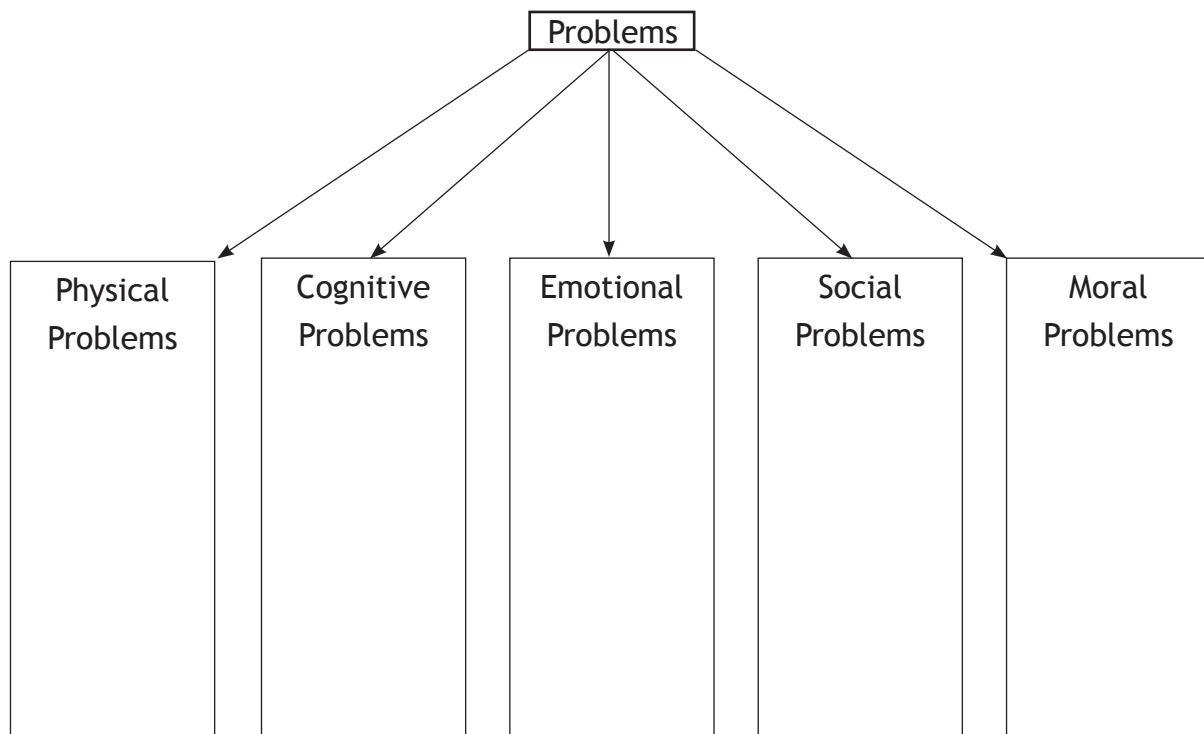 Problems
Physical
Problems
Cognitive
Problems
Emotional
Problems
Social
Problems
Moral
Problems